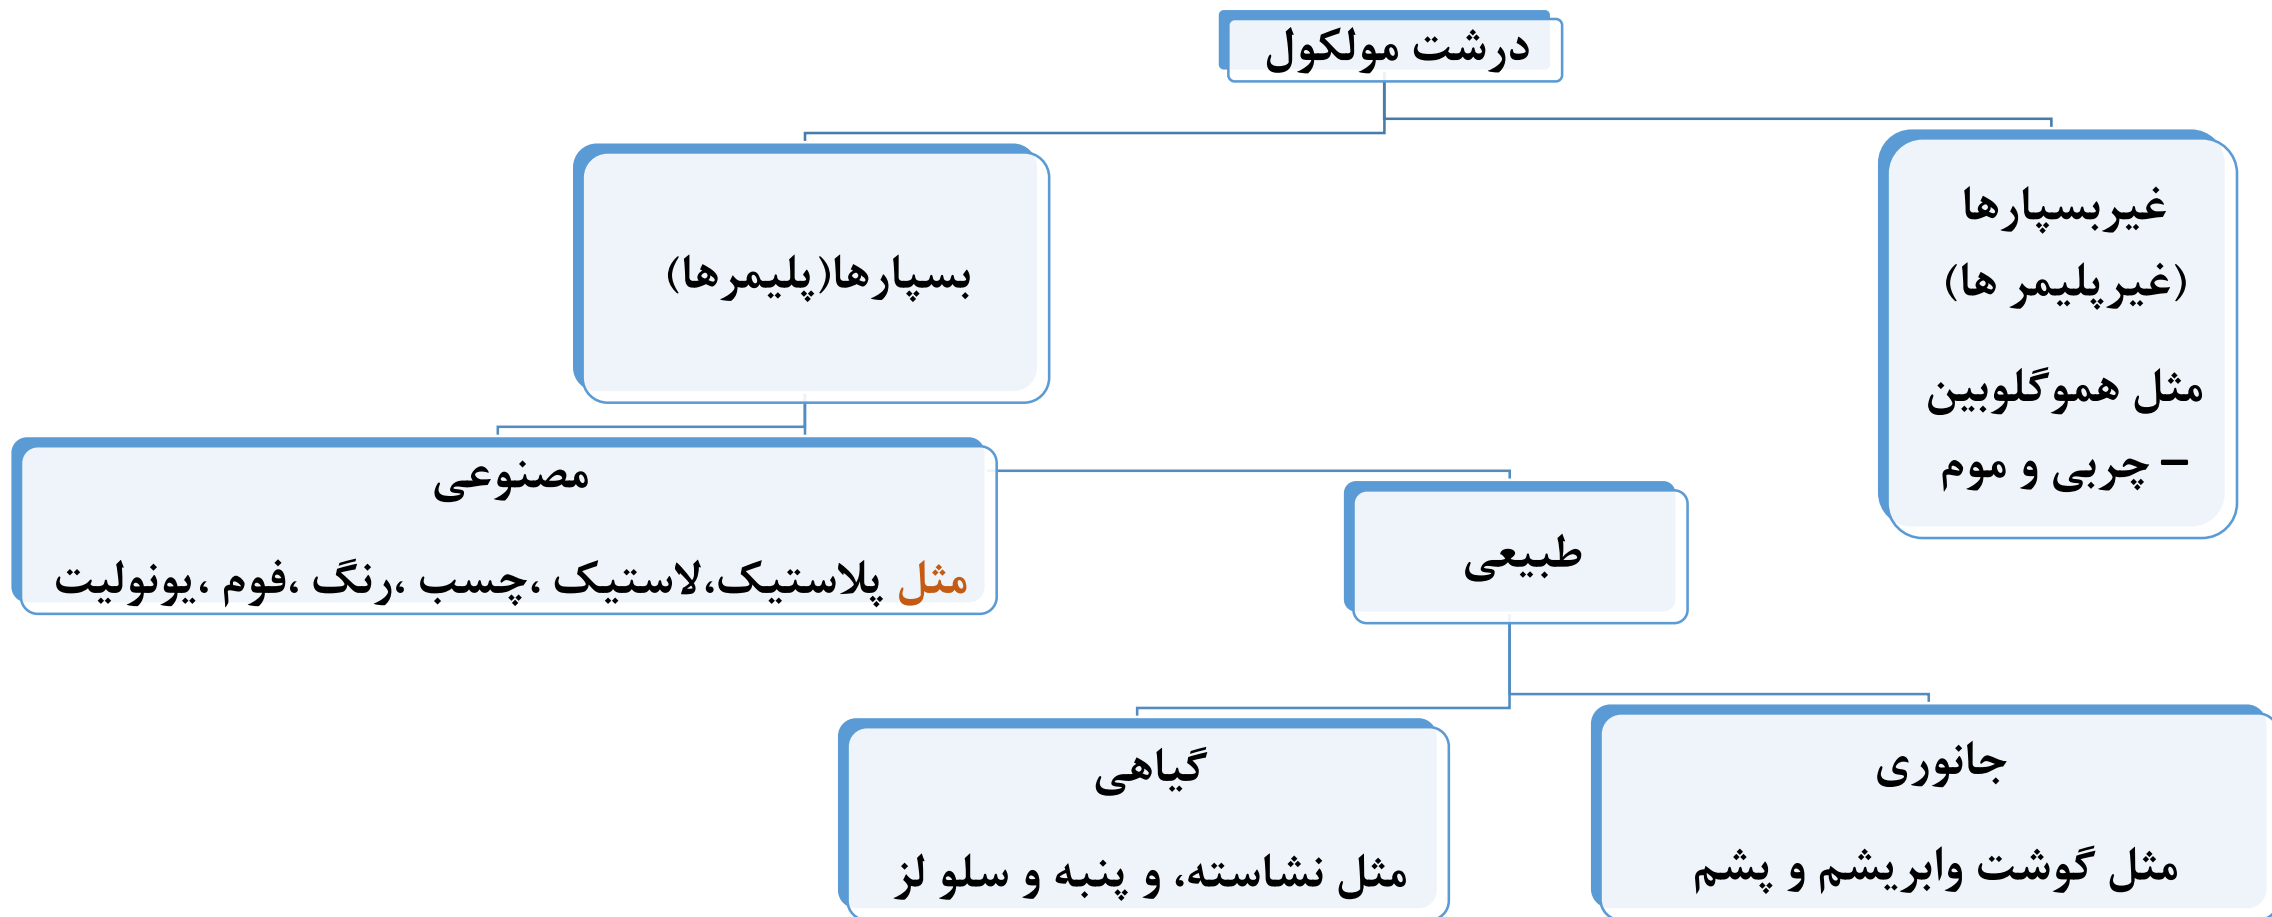 درشت مولکول
غیربسپارها
(غیرپلیمر ها)
مثل هموگلوبین
– چربی و موم
بسپارها(پلیمرها)
مصنوعی
مثل پلاستیک،لاستیک ،چسب ،رنگ ،فوم ،یونولیت
طبیعی
جانوری
مثل گوشت وابریشم و پشم
گیاهی
مثل نشاسته، و پنبه و سلو لز